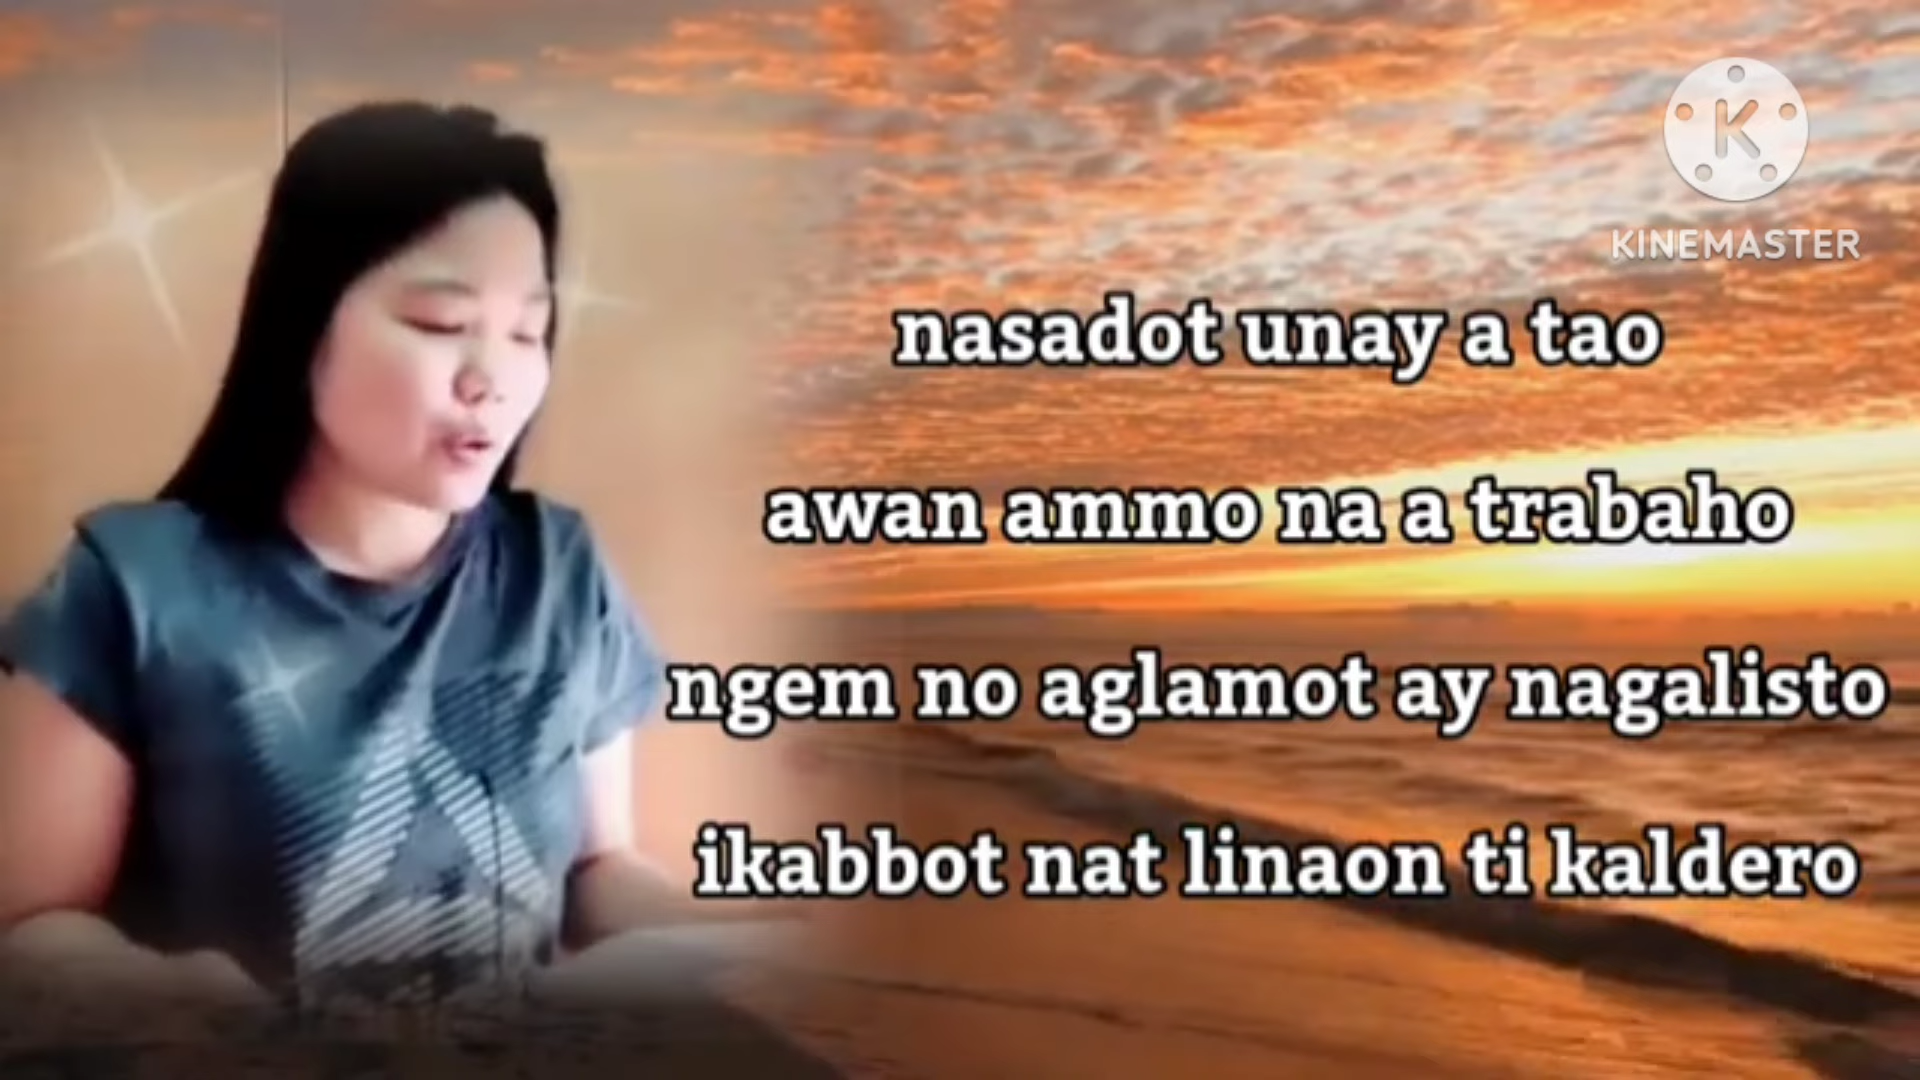 KINEMASTER
nasadot unay a tao
awan ammo na a trabaho
ngem no aglamot ay nagalisto
ikabbot nat linaon ti kaldero